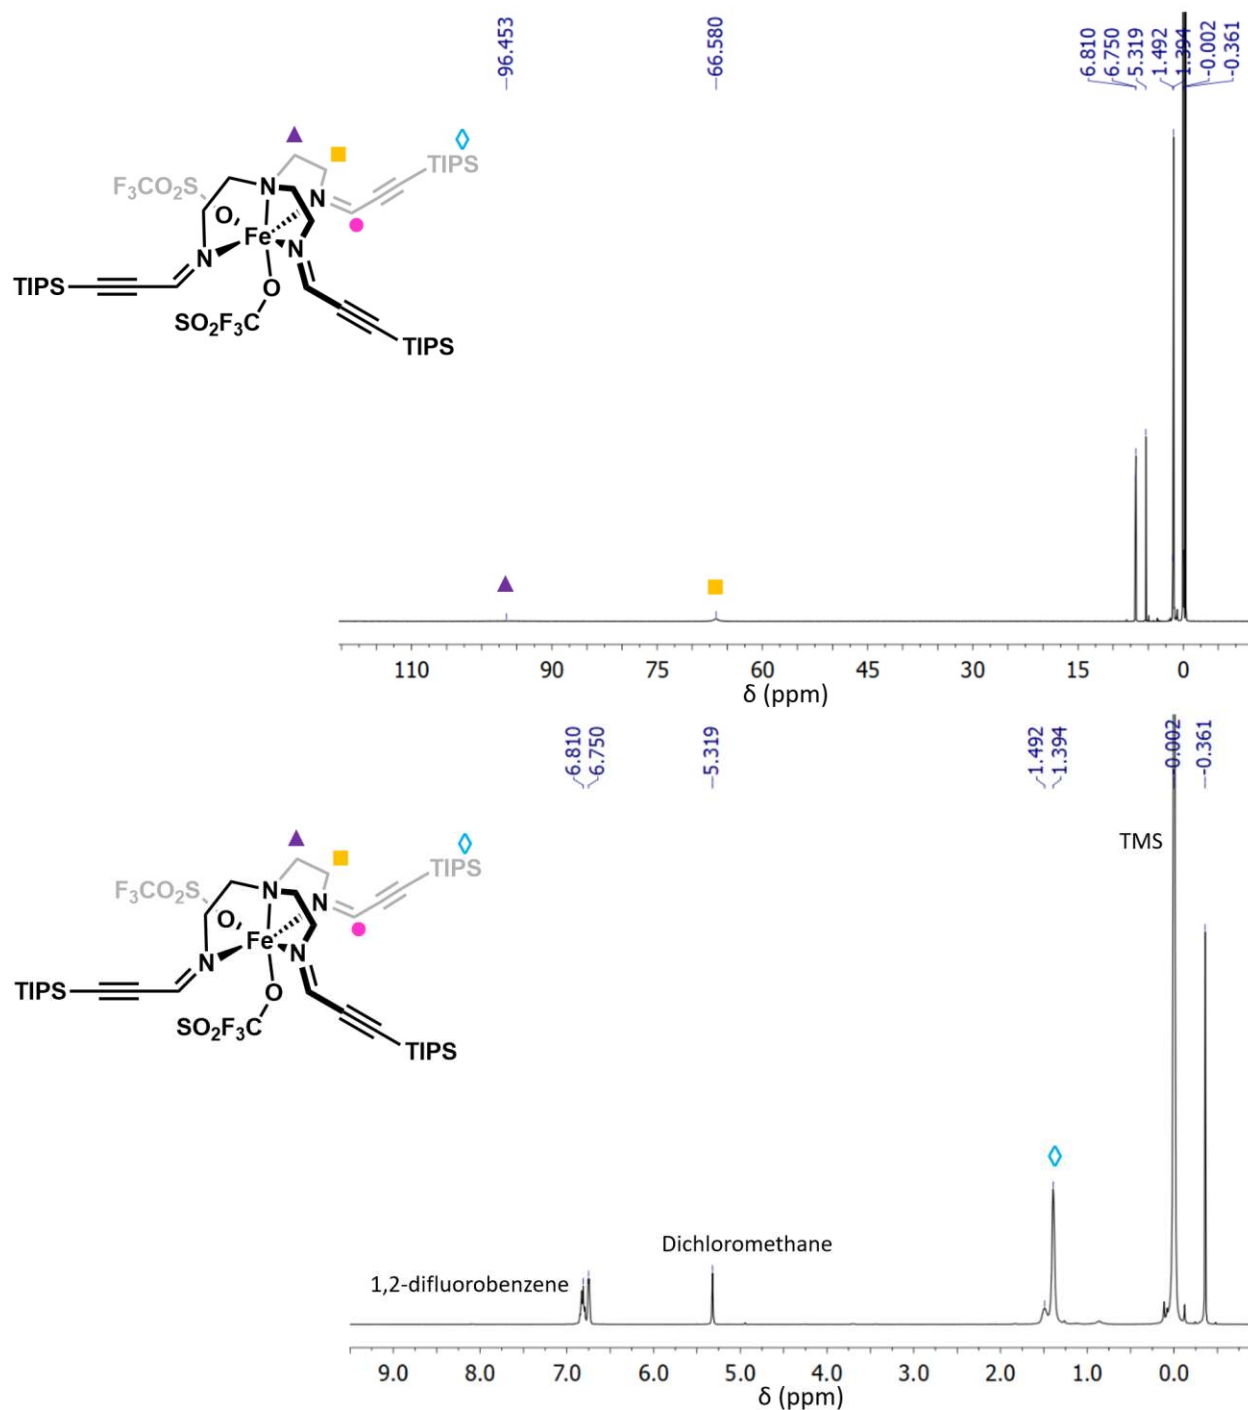 96.453
66.580
6.810
6.750
5.319
1.492
1.394
-0.002
-0.361
TIPS
F₃CO₂S
N
N
O
Fe
N
N
TIPS
O
SO₂F₃C
TIPS
110 90 75 60 45 30 15 0
δ (ppm)
6.810
6.750
5.319
1.492
1.394
-0.002
-0.361
TMS
TIPS
F₃CO₂S
N
N
O
Fe
N
N
TIPS
O
SO₂F₃C
TIPS
Dichloromethane
1,2-difluorobenzene
9.0 8.0 7.0 6.0 5.0 4.0 3.0 2.0 1.0 0.0
δ (ppm)